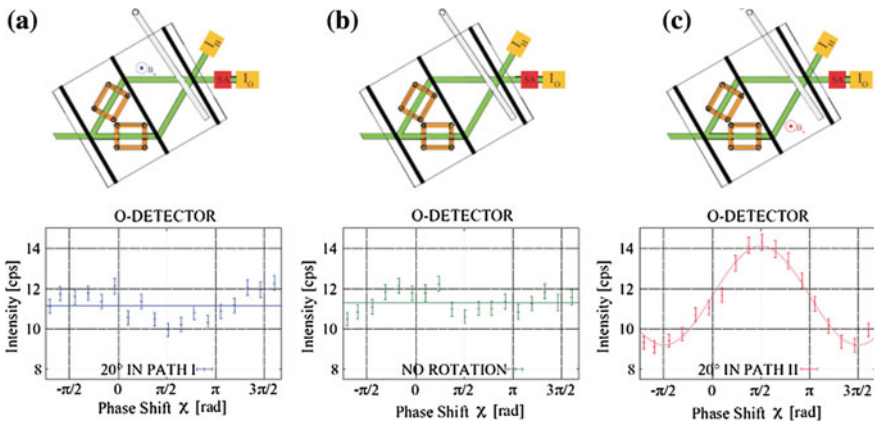 (a)
(b)
(c)
I_H
SA
I_O
B_z
I_H
SA
I_O
I_H
SA
I_O
B_z
O-DETECTOR
O-DETECTOR
O-DETECTOR
Intensity [cps]
14
12
10
8
20° IN PATH I
-π/2
0
π/2
π
3π/2
Phase Shift χ [rad]
Intensity [cps]
14
12
10
8
NO ROTATION
-π/2
0
π/2
π
3π/2
Phase Shift χ [rad]
Intensity [cps]
14
12
10
8
20° IN PATH II
-π/2
0
π/2
π
3π/2
Phase Shift χ [rad]